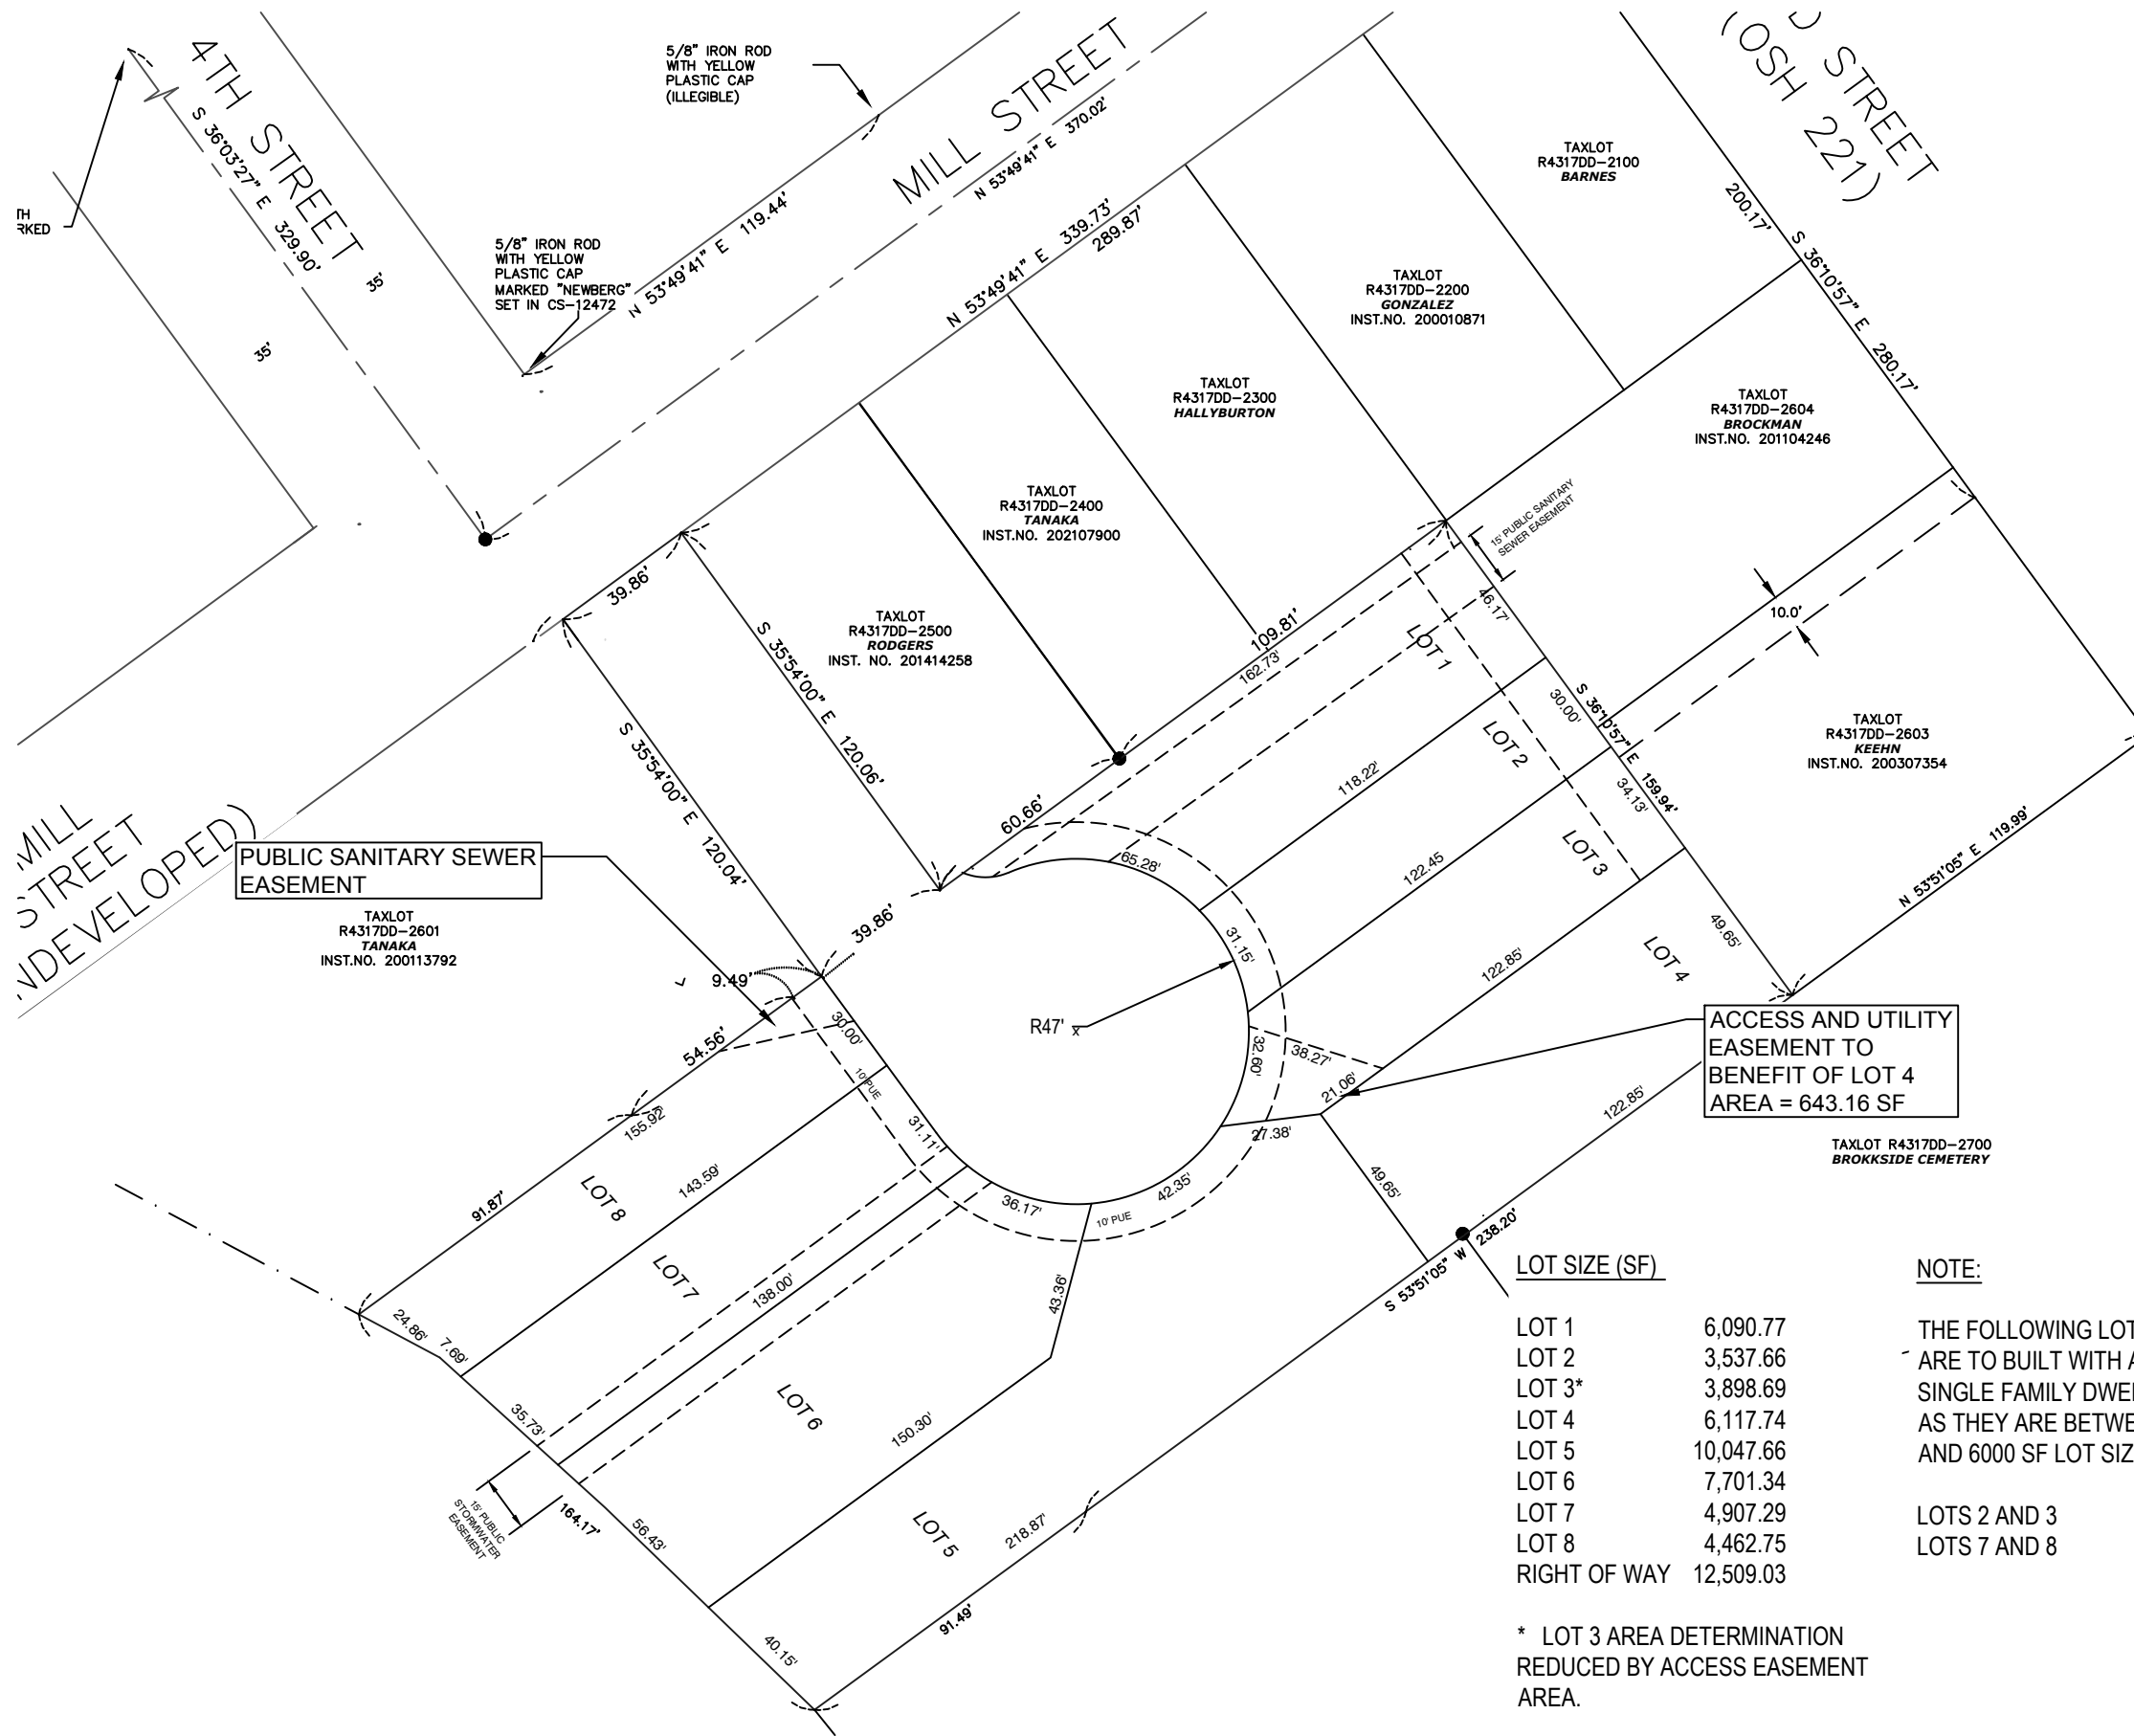 4TH STREET
S 36°03'27" E 329.90'
35'
35'
TH
RKED
5/8" IRON ROD
WITH YELLOW
PLASTIC CAP
(ILLEGIBLE)
5/8" IRON ROD
WITH YELLOW
PLASTIC CAP
MARKED "NEWBERG"
SET IN CS-12472
N 53°49'41" E 119.44'
MILL STREET
N 53°49'41" E 370.02'
N 53°49'41" E 339.73'
289.87'
STREET
(OSH 221)
TAXLOT
R4317DD-2100
BARNES
200.17'
S 36°10'57" E 280.17'
TAXLOT
R4317DD-2200
GONZALEZ
INST.NO. 200010871
TAXLOT
R4317DD-2300
HALLYBURTON
TAXLOT
R4317DD-2604
BROCKMAN
INST.NO. 201104246
TAXLOT
R4317DD-2400
TANAKA
INST.NO. 202107900
15' PUBLIC SANITARY
SEWER EASEMENT
39.86'
TAXLOT
R4317DD-2500
RODGERS
INST. NO. 201414258
S 35°54'00" E 120.06'
S 35°54'00" E 120.04'
109.81'
162.73'
46.17'
LOT 1
10.0'
30.00'
S 36°10'57" E 159.94'
LOT 2
34.13'
TAXLOT
R4317DD-2603
KEEHN
INST.NO. 200307354
118.22'
60.66'
65.28'
122.45
LOT 3
N 53°51'05" E 119.99'
MILL
STREET
NDEVELOPED)
PUBLIC SANITARY SEWER
EASEMENT
TAXLOT
R4317DD-2601
TANAKA
INST.NO. 200113792
39.86'
9.49'
31.15'
122.85'
49.65'
LOT 4
R47'
30.00'
54.56'
10' PUE
32.60'
38.27'
21.06'
27.38'
ACCESS AND UTILITY
EASEMENT TO
BENEFIT OF LOT 4
AREA = 643.16 SF
122.85'
TAXLOT R4317DD-2700
BROKKSIDE CEMETERY
155.92
31.11'
143.59'
LOT 8
91.87'
36.17'
42.35'
10' PUE
49.65'
S 53°51'05" W 238.20'
LOT 7
138.00'
43.36'
24.86'
7.69'
35.73'
LOT 6
150.30'
15' PUBLIC
STORMWATER
EASEMENT
164.17'
56.43'
LOT 5
218.87'
91.49'
40.15'
LOT SIZE (SF)
LOT 1 6,090.77
LOT 2 3,537.66
LOT 3* 3,898.69
LOT 4 6,117.74
LOT 5 10,047.66
LOT 6 7,701.34
LOT 7 4,907.29
LOT 8 4,462.75
RIGHT OF WAY 12,509.03
* LOT 3 AREA DETERMINATION
REDUCED BY ACCESS EASEMENT
AREA.
NOTE:
THE FOLLOWING LOT
ARE TO BUILT WITH A
SINGLE FAMILY DWE
AS THEY ARE BETWE
AND 6000 SF LOT SIZ
LOTS 2 AND 3
LOTS 7 AND 8